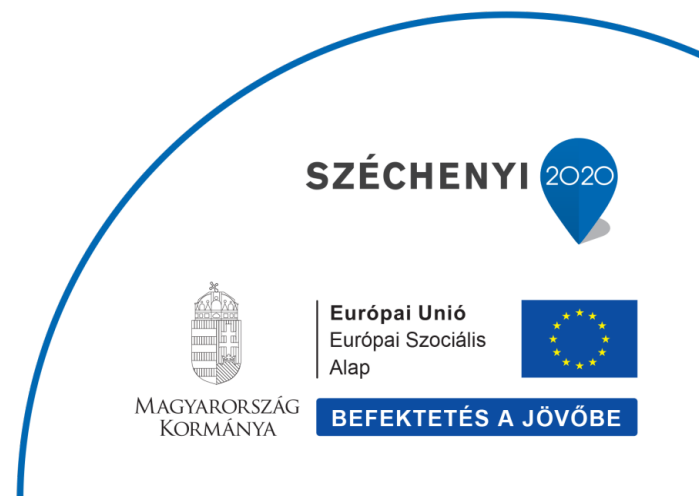 SZÉCHENYI 2020
Európai Unió
Európai Szociális
Alap
MAGYARORSZÁG
KORMÁNYA
BEFEKTETÉS A JÖVŐBE